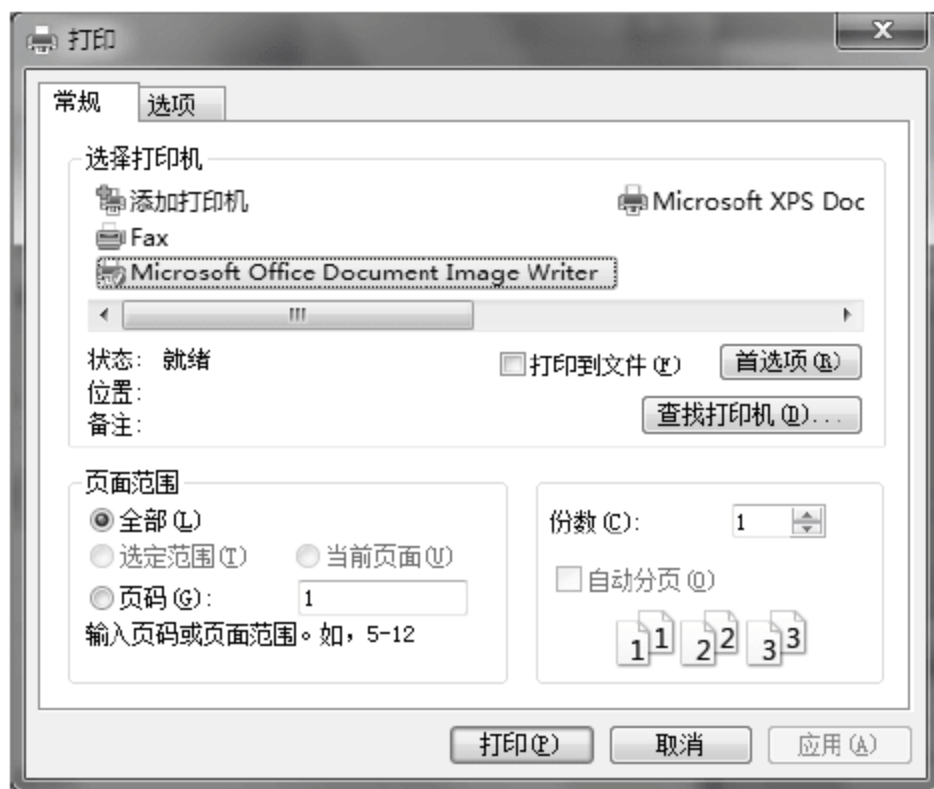 打印
常规 选项
选择打印机
添加打印机 Microsoft XPS Doc
Fax
Microsoft Office Document Image Writer
状态: 就绪 打印到文件(F) 首选项(R)
位置:
查找打印机(D)...
备注:
页面范围
全部(L) 份数(C): 1
选定范围(T) 当前页面(U)
自动分页(O)
页码(G): 1
输入页码或页面范围。如，5-12
1 1 2 2 3 3
打印(P) 取消 应用(A)